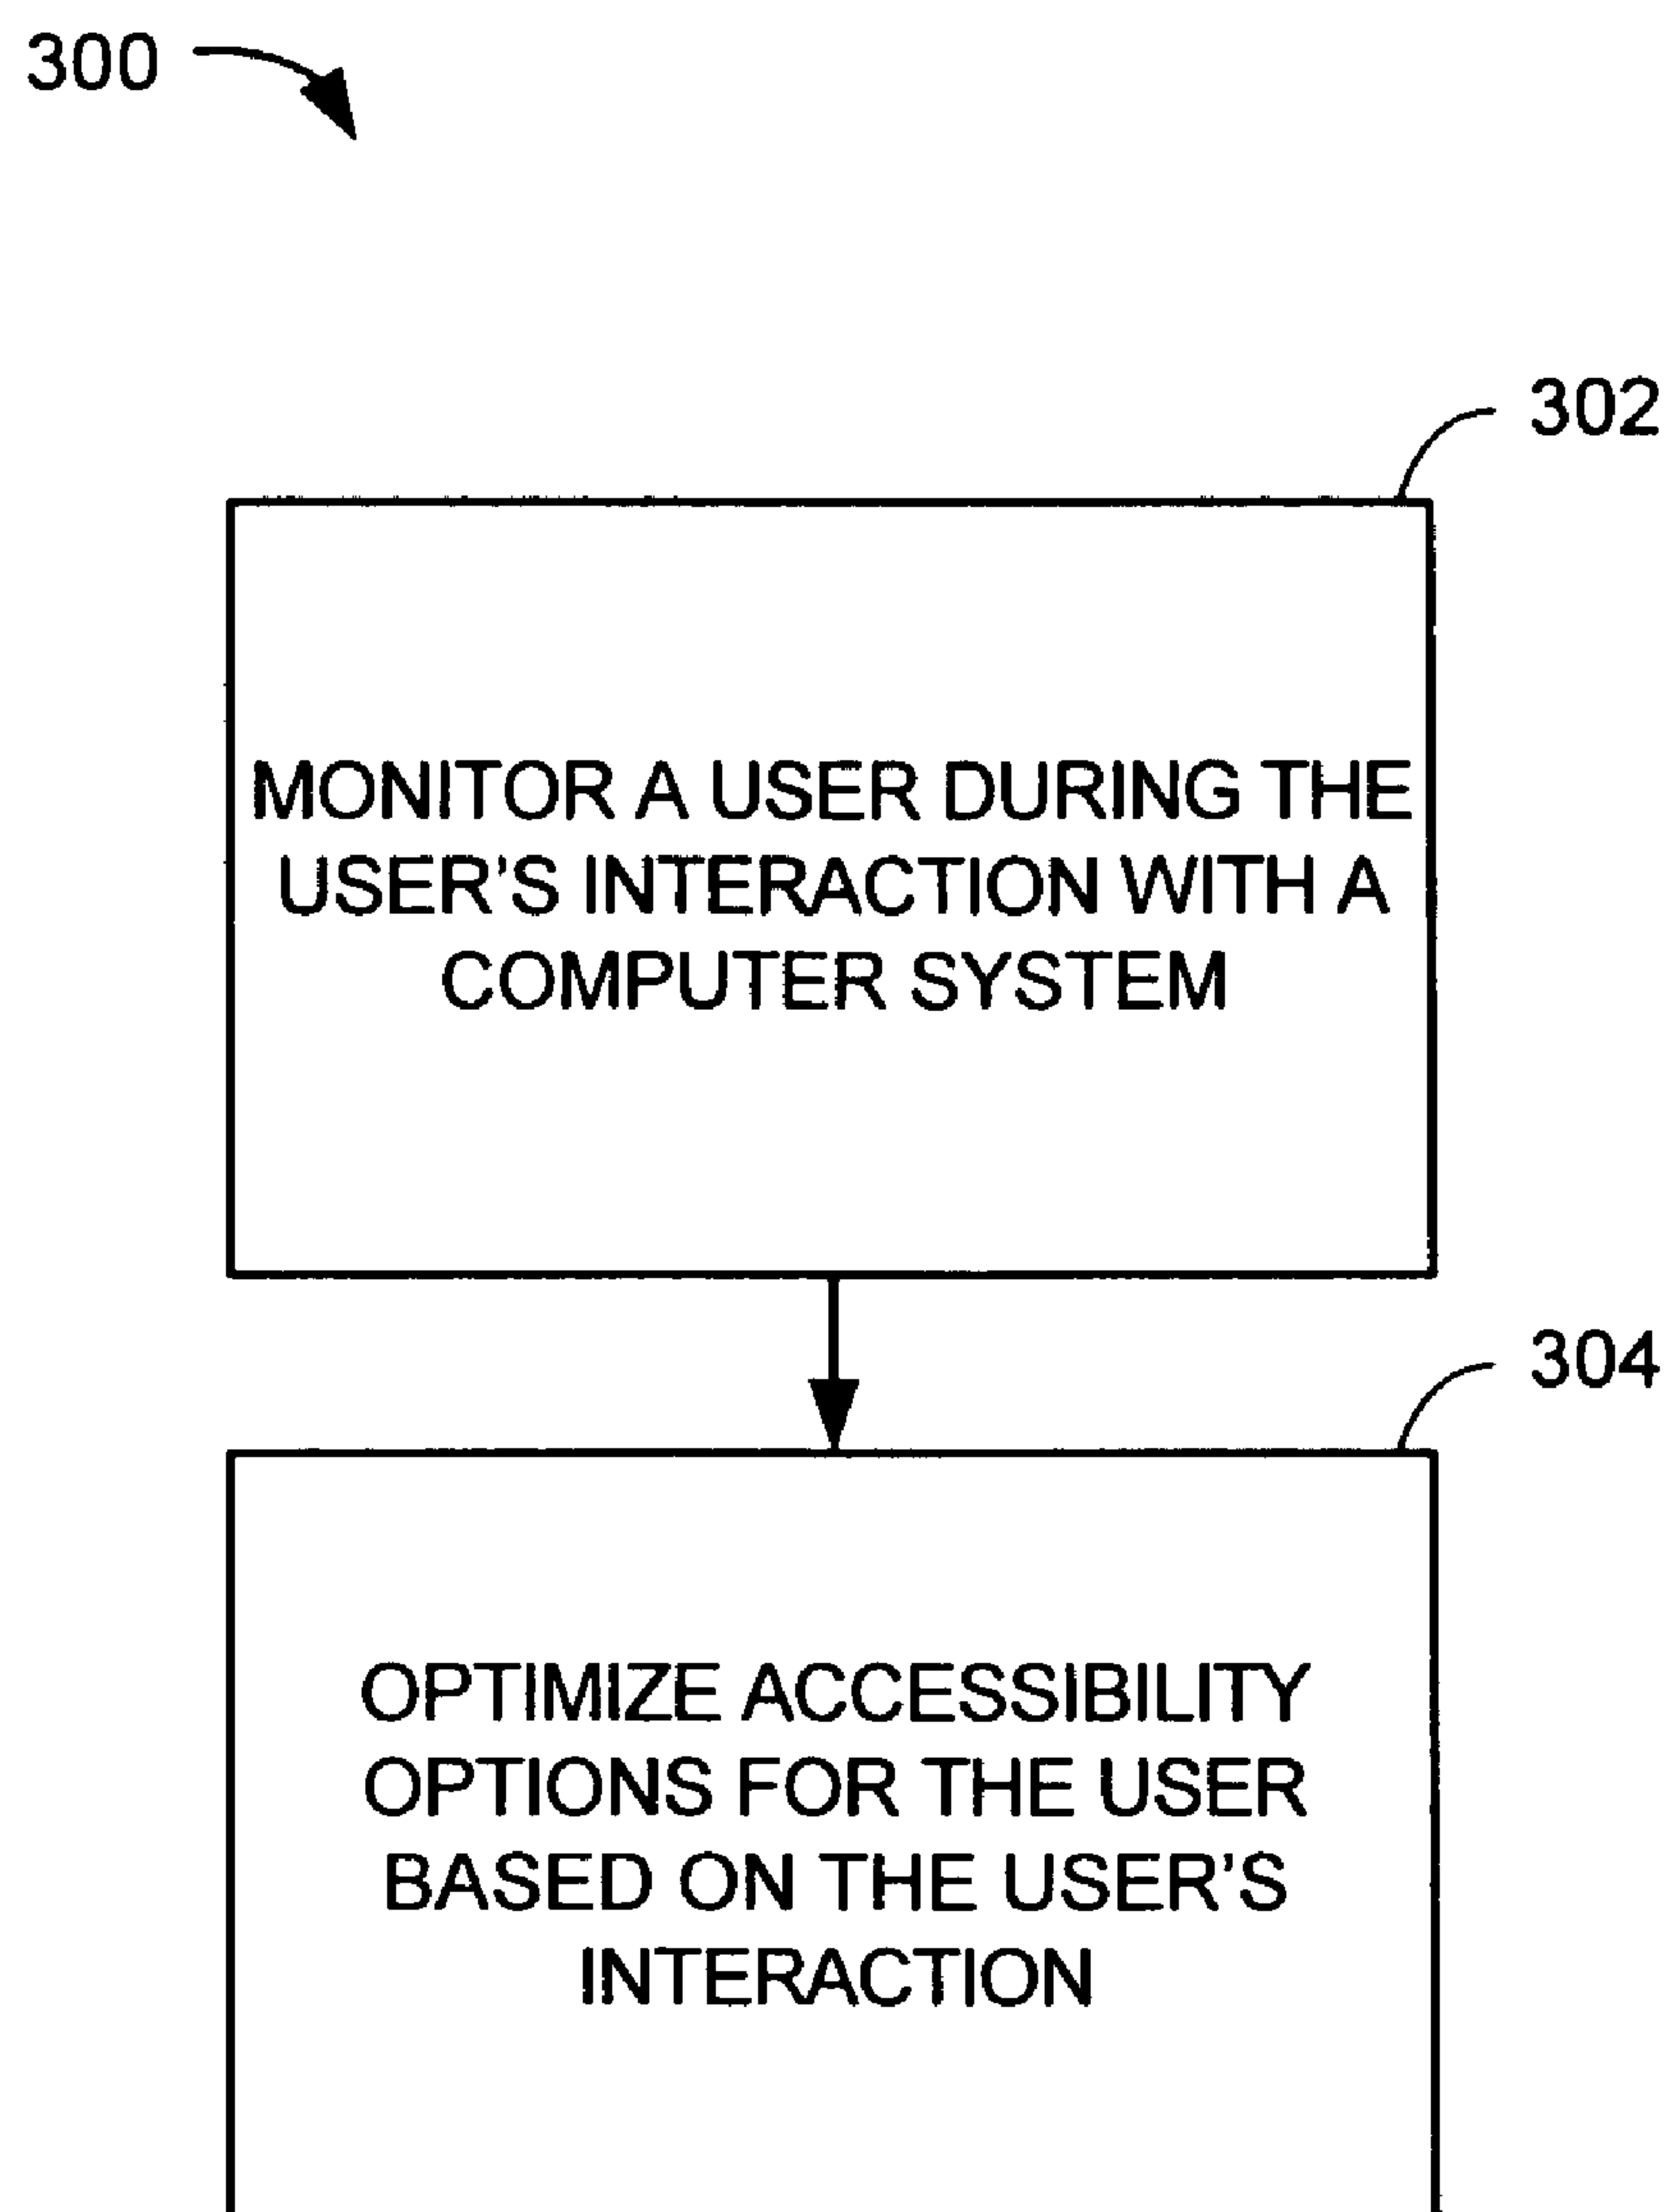 300
302
MONITOR A USER DURING THE
USER'S INTERACTION WITH A
COMPUTER SYSTEM
304
OPTIMIZE ACCESSIBILITY
OPTIONS FOR THE USER
BASED ON THE USER'S
INTERACTION